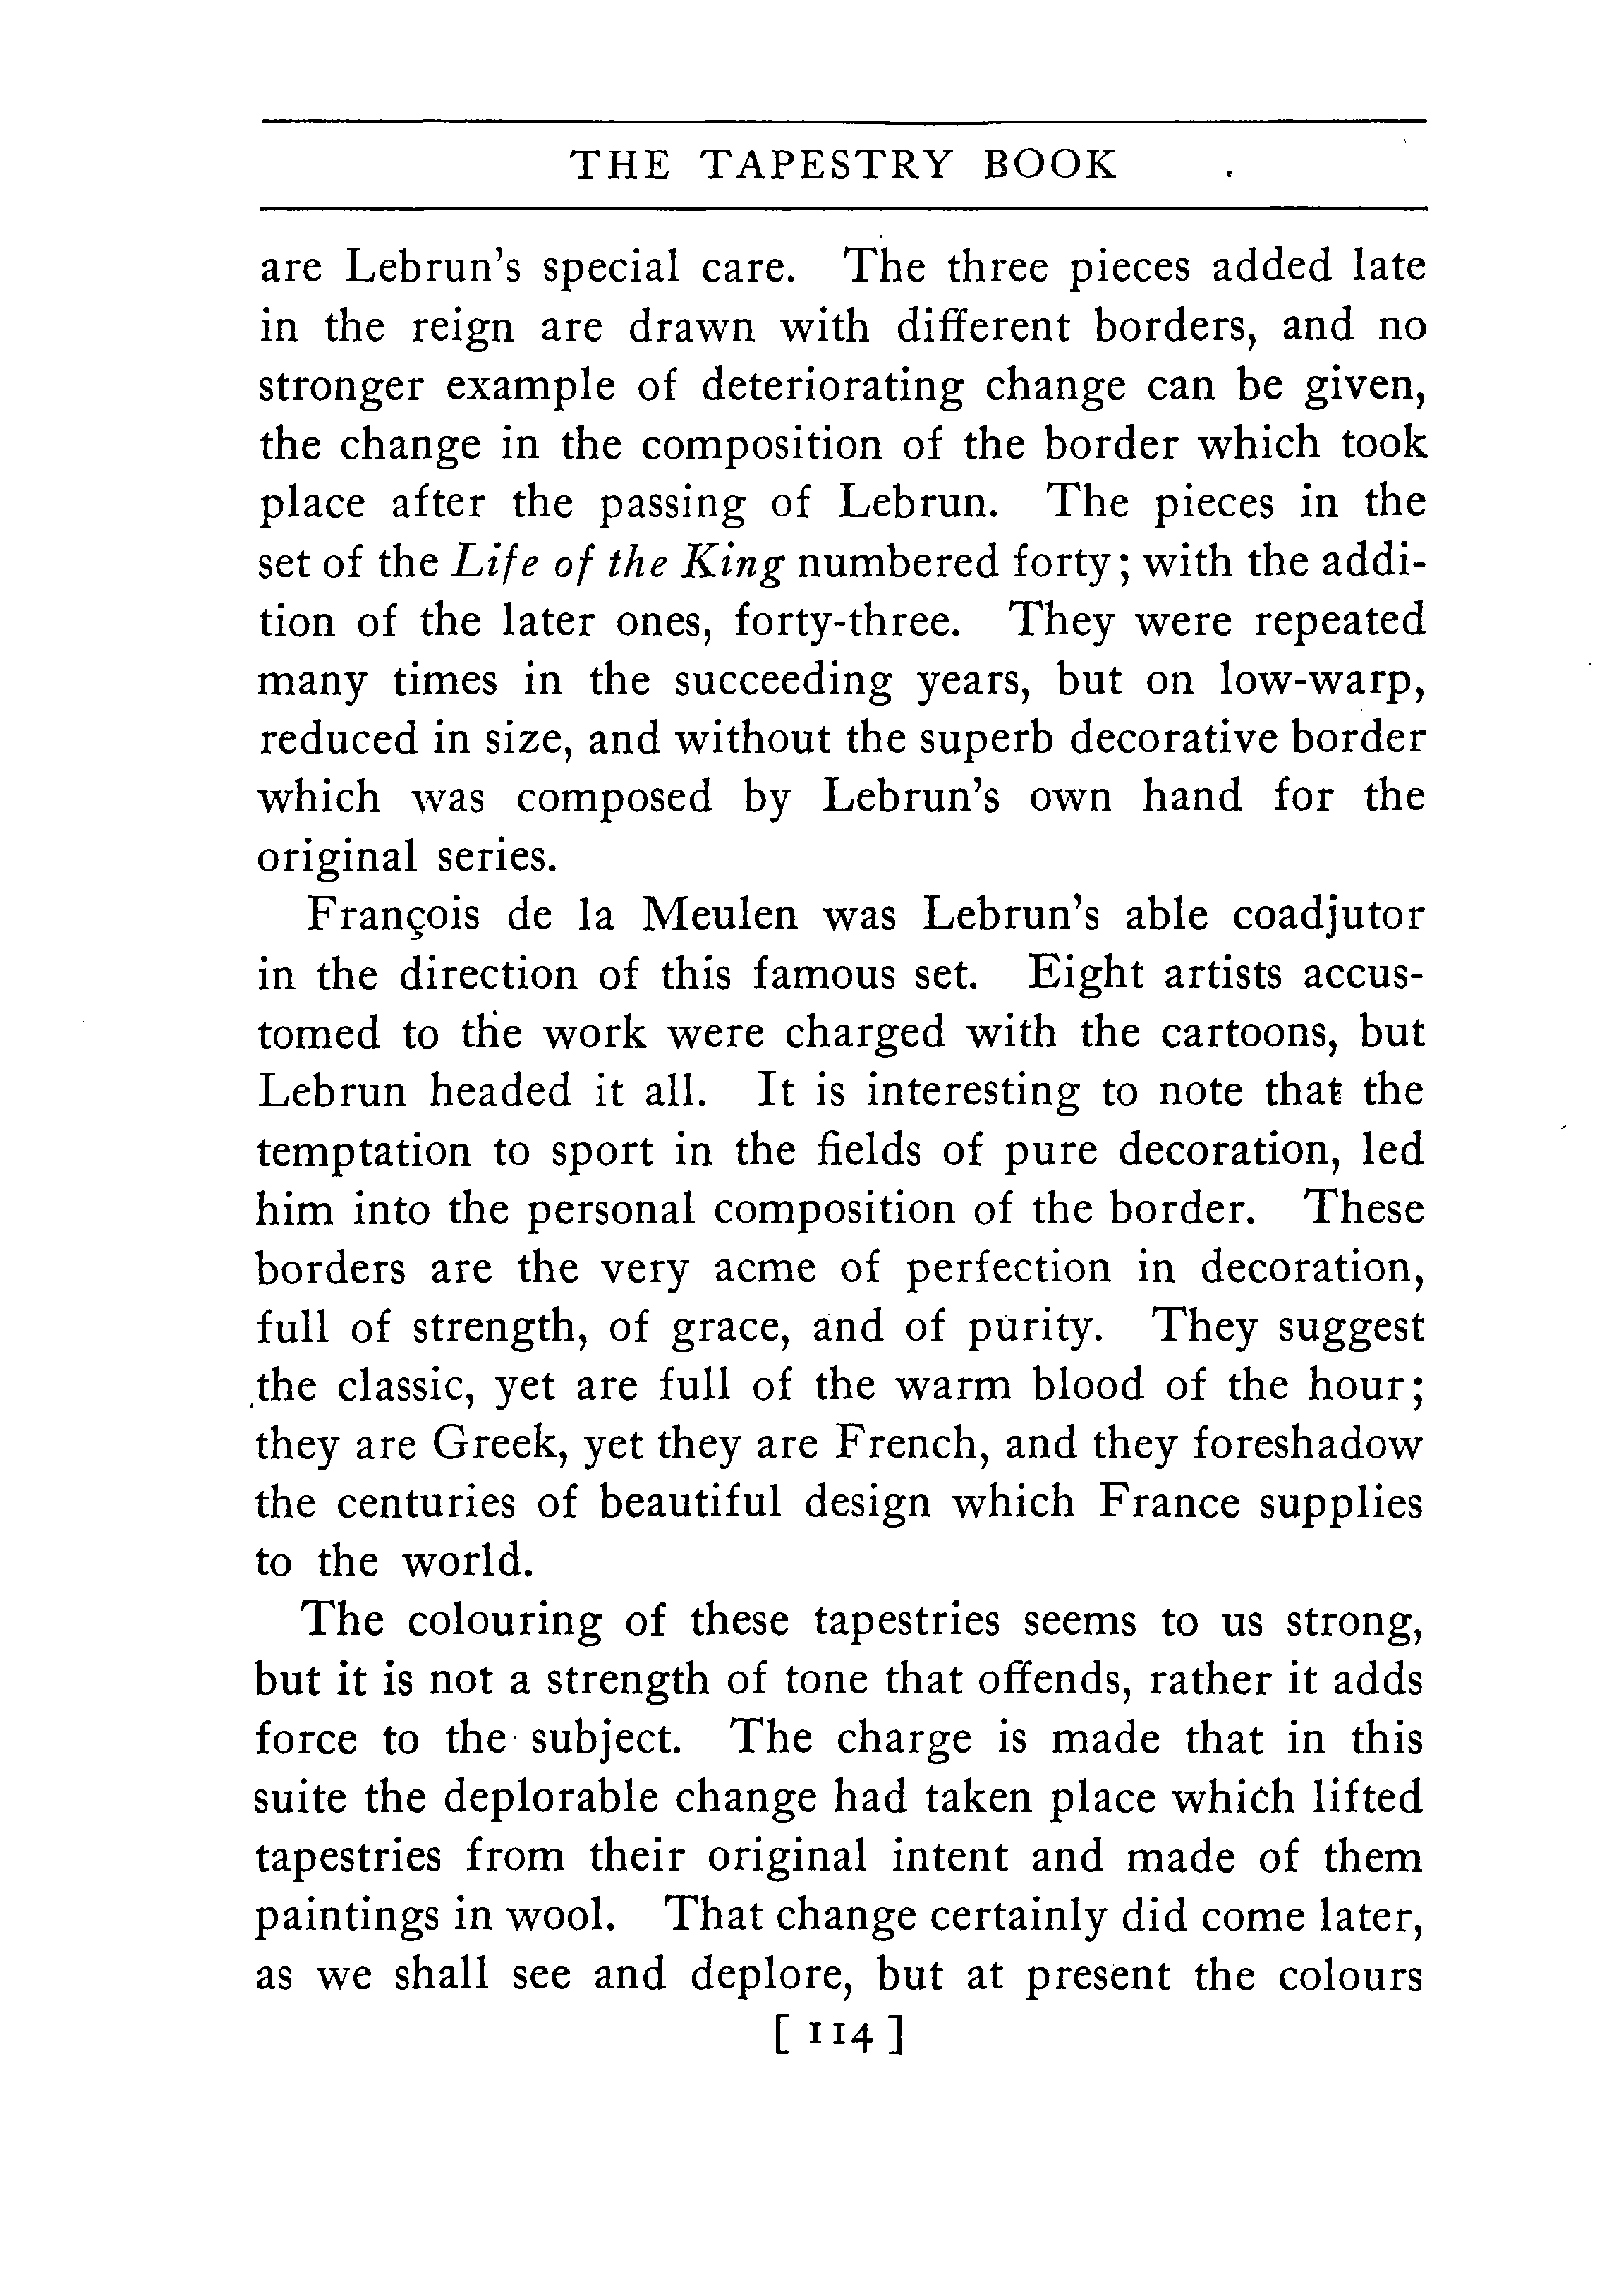 THE TAPESTRY BOOK
are Lebrun's special care. The three pieces added late
in the reign are drawn with different borders, and no
stronger example of deteriorating change can be given,
the change in the composition of the border which took
place after the passing of Lebrun. The pieces in the
set of the Life of the King numbered forty; with the addi-
tion of the later ones, forty-three. They were repeated
many times in the succeeding years, but on low-warp,
reduced in size, and without the superb decorative border
which was composed by Lebrun's own hand for the
original series.
François de la Meulen was Lebrun's able coadjutor
in the direction of this famous set. Eight artists accus-
tomed to the work were charged with the cartoons, but
Lebrun headed it all. It is interesting to note that the
temptation to sport in the fields of pure decoration, led
him into the personal composition of the border. These
borders are the very acme of perfection in decoration,
full of strength, of grace, and of purity. They suggest
the classic, yet are full of the warm blood of the hour;
they are Greek, yet they are French, and they foreshadow
the centuries of beautiful design which France supplies
to the world.
The colouring of these tapestries seems to us strong,
but it is not a strength of tone that offends, rather it adds
force to the subject. The charge is made that in this
suite the deplorable change had taken place which lifted
tapestries from their original intent and made of them
paintings in wool. That change certainly did come later,
as we shall see and deplore, but at present the colours
[ 114 ]